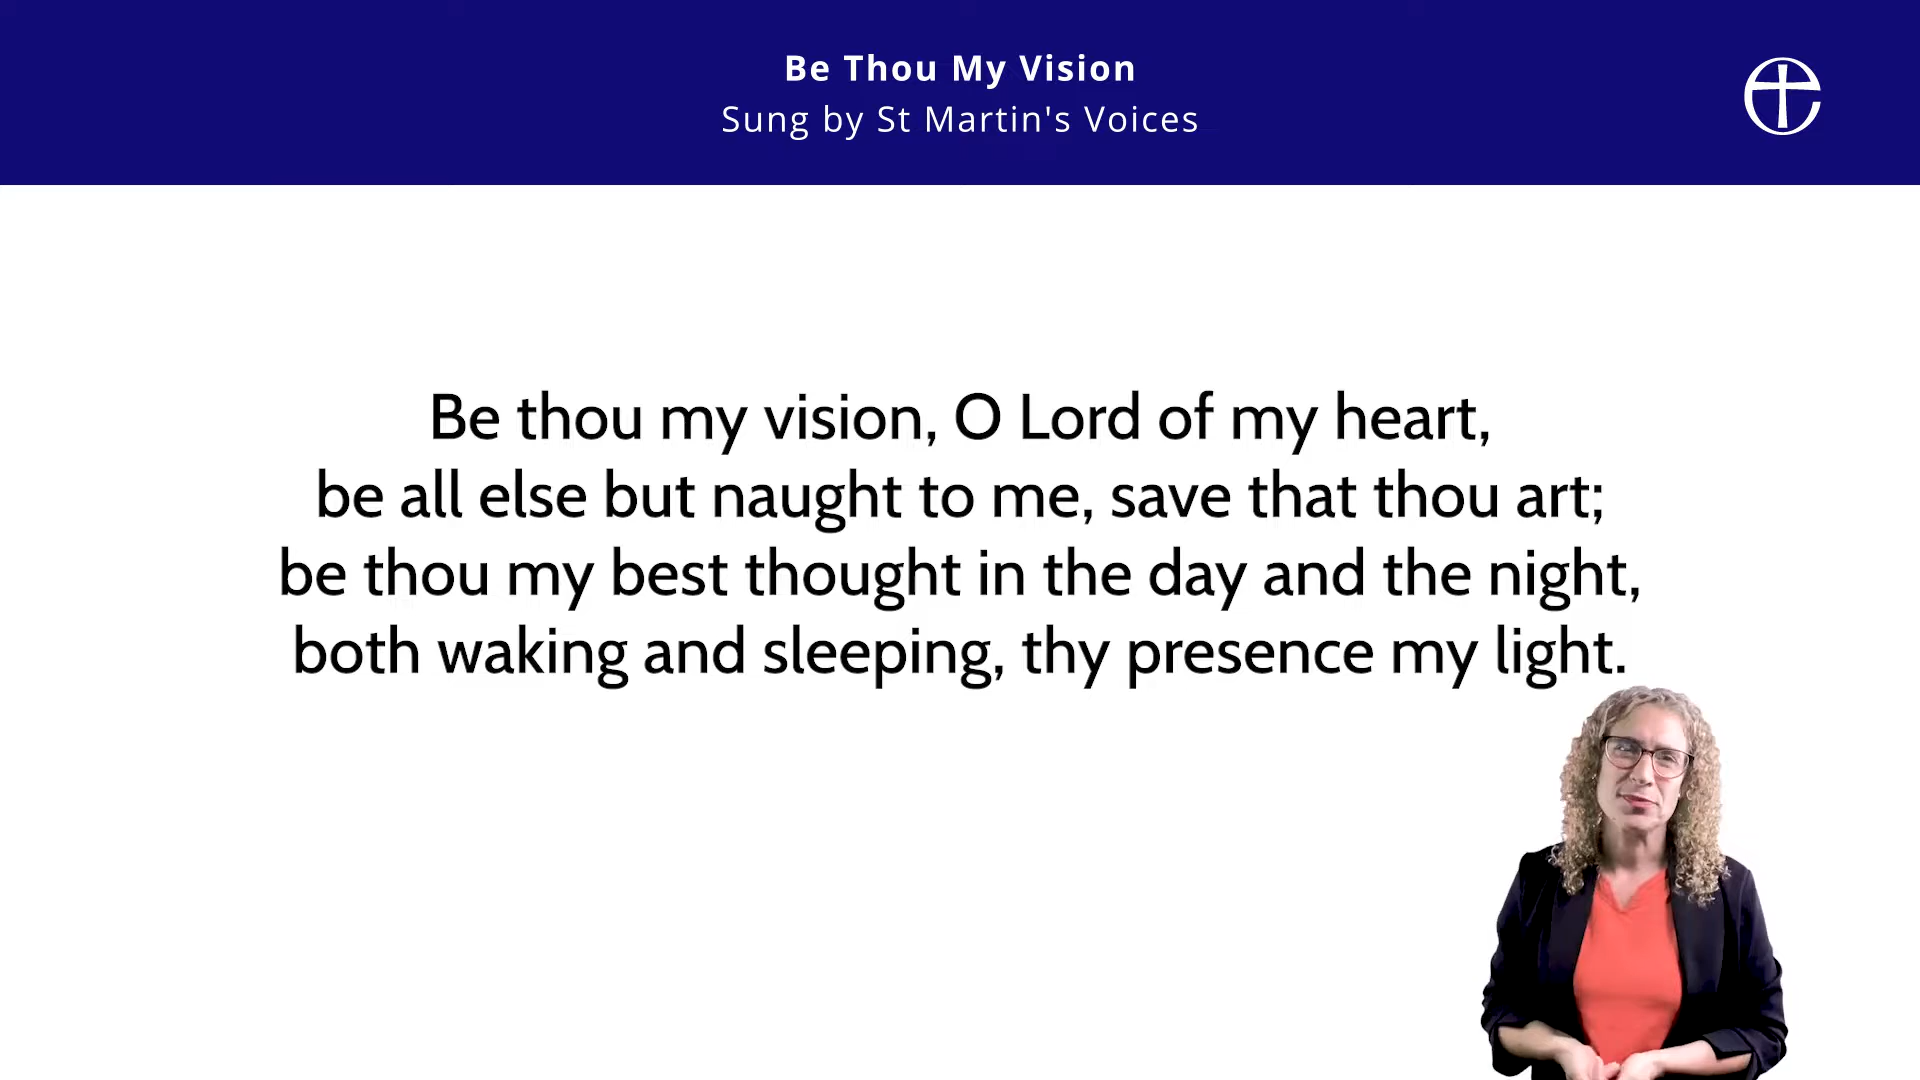 Be Thou My Vision
Sung by St Martin's Voices
Be thou my vision, O Lord of my heart,
be all else but naught to me, save that thou art;
be thou my best thought in the day and the night,
both waking and sleeping, thy presence my light.